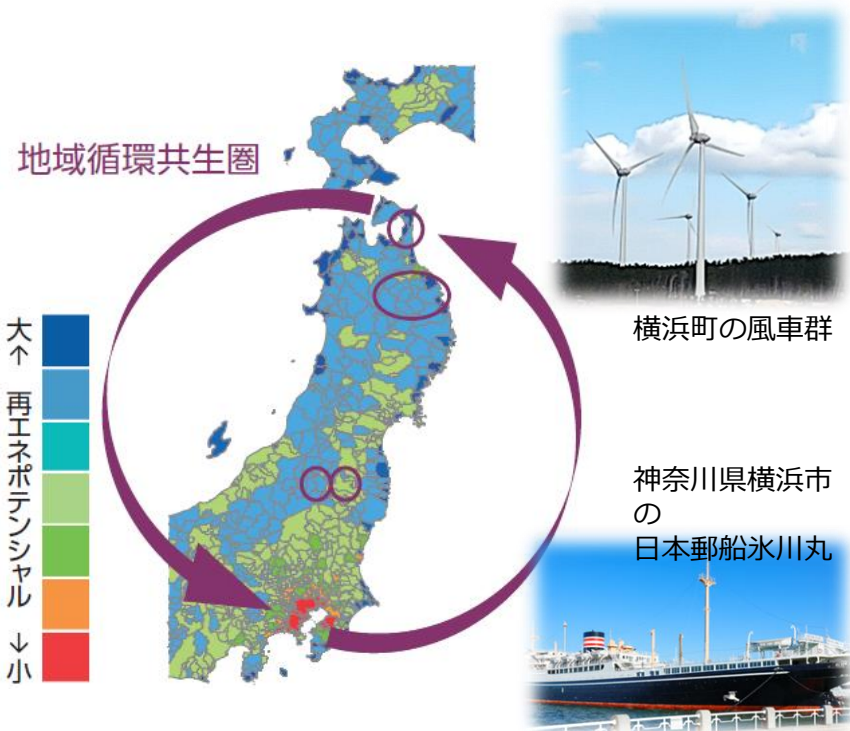 地域循環共生圏
大↑ 再エネポテンシャル ↓小
横浜町の風車群
神奈川県横浜市
の
日本郵船氷川丸